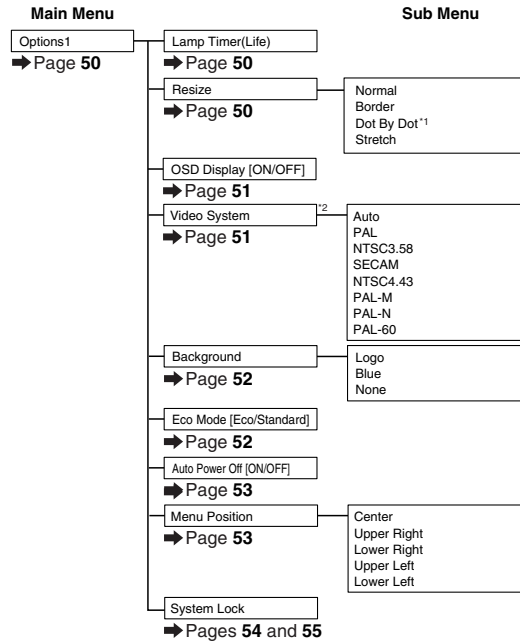 Main Menu
Sub Menu
Options1
➡Page 50
Lamp Timer(Life)
➡Page 50
Resize
➡Page 50
Normal
Border
Dot By Dot*1
Stretch
OSD Display [ON/OFF]
➡Page 51
Video System
*2
➡Page 51
Auto
PAL
NTSC3.58
SECAM
NTSC4.43
PAL-M
PAL-N
PAL-60
Background
➡Page 52
Logo
Blue
None
Eco Mode [Eco/Standard]
➡Page 52
Auto Power Off [ON/OFF]
➡Page 53
Menu Position
➡Page 53
Center
Upper Right
Lower Right
Upper Left
Lower Left
System Lock
➡Pages 54 and 55